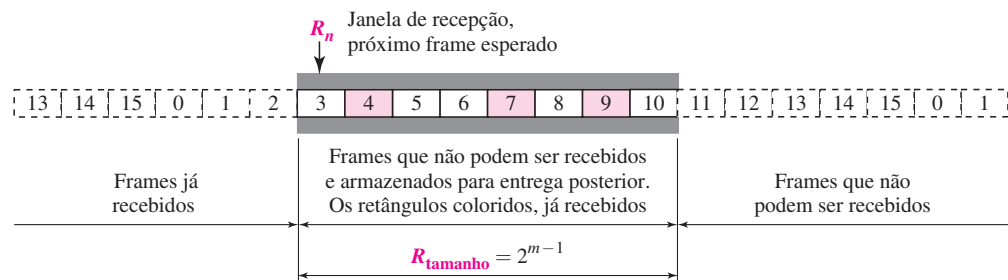 R_n
Janela de recepção,
próximo frame esperado
13 14 15 0 1 2 3 4 5 6 7 8 9 10 11 12 13 14 15 0 1
Frames já
recebidos
Frames que não podem ser recebidos
e armazenados para entrega posterior.
Os retângulos coloridos, já recebidos
Frames que não
podem ser recebidos
R_tamanho = 2^{m−1}